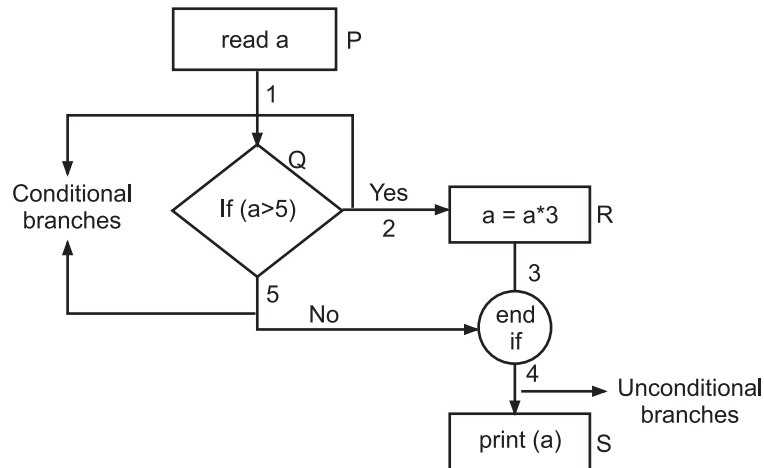 read a
P
1
Q
Conditional
branches
If (a>5)
Yes
2
a = a*3
R
3
5
No
end
if
4
Unconditional
branches
print (a)
S